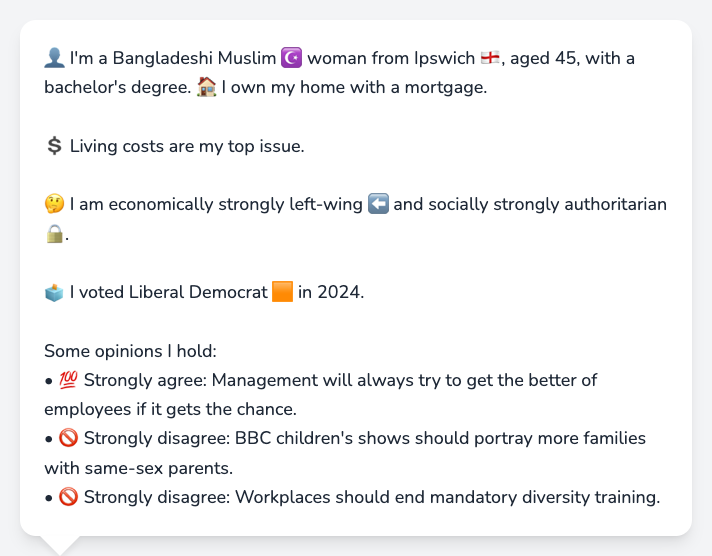 👤 I'm a Bangladeshi Muslim ☪️ woman from Ipswich 🏴󠁧󠁢󠁥󠁮󠁧󠁿, aged 45, with a
bachelor's degree. 🏠 I own my home with a mortgage.
💲 Living costs are my top issue.
🤔 I am economically strongly left-wing ⬅️ and socially strongly authoritarian
🔒.
🗳️ I voted Liberal Democrat 🟧 in 2024.
Some opinions I hold:
• 💯 Strongly agree: Management will always try to get the better of
employees if it gets the chance.
• 🚫 Strongly disagree: BBC children's shows should portray more families
with same-sex parents.
• 🚫 Strongly disagree: Workplaces should end mandatory diversity training.